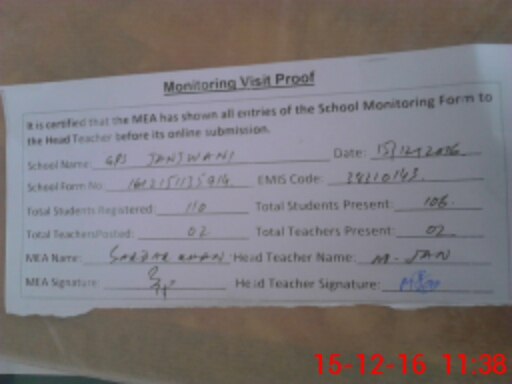 Monitoring Visit Proof
It is certified that the MEA has shown all entries of the School Monitoring Form to
the Head Teacher before its online submission.
School Name: GPS JANJWANI Date: 15/12/2016
School Form No: EMIS Code:
Total Students Registered: 110 Total Students Present: 106
Total TeachersPosted: 02 Total Teachers Present: 02
MEA Name: SARDAR KHAN Head Teacher Name: M-JAN
MEA Signature: Head Teacher Signature:
15-12-16 11:38